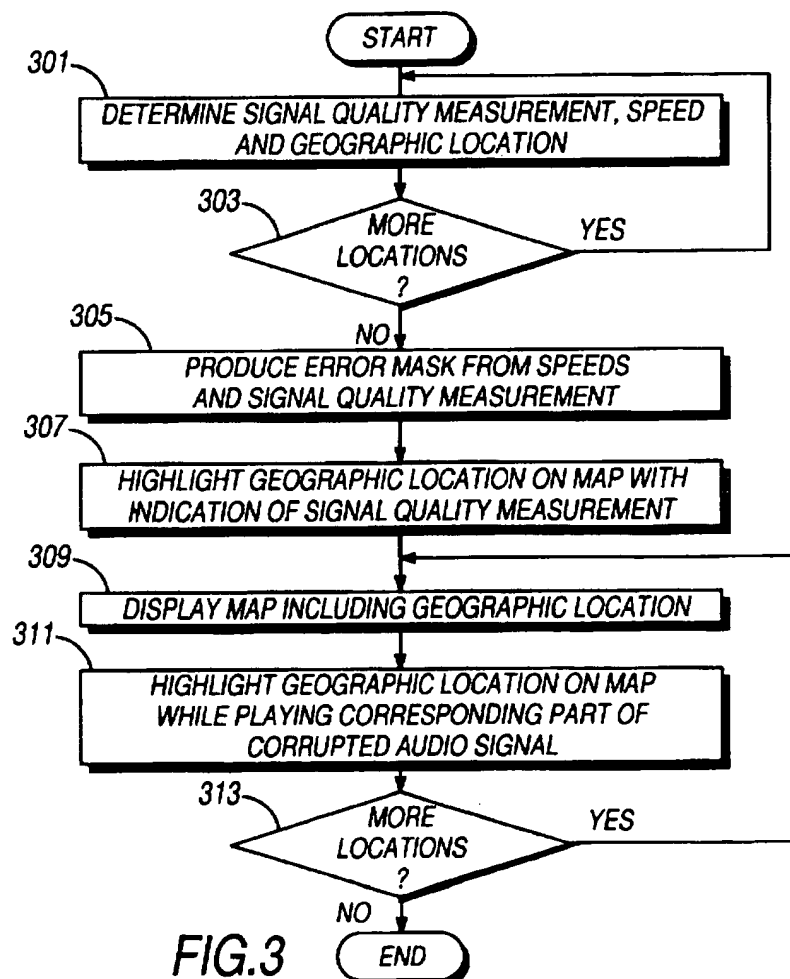 START
301
DETERMINE SIGNAL QUALITY MEASUREMENT, SPEED
AND GEOGRAPHIC LOCATION
303
MORE
LOCATIONS
?
YES
NO
305
PRODUCE ERROR MASK FROM SPEEDS
AND SIGNAL QUALITY MEASUREMENT
307
HIGHLIGHT GEOGRAPHIC LOCATION ON MAP WITH
INDICATION OF SIGNAL QUALITY MEASUREMENT
309
DISPLAY MAP INCLUDING GEOGRAPHIC LOCATION
311
HIGHLIGHT GEOGRAPHIC LOCATION ON MAP
WHILE PLAYING CORRESPONDING PART OF
CORRUPTED AUDIO SIGNAL
313
MORE
LOCATIONS
?
YES
NO
END
FIG.3